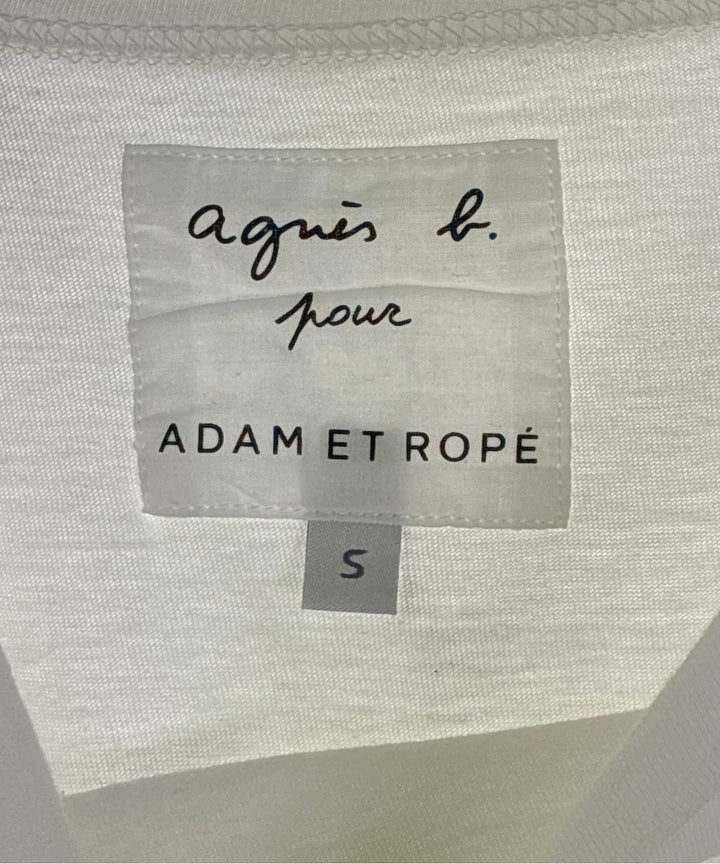 agnès b.
pour
ADAM ET ROPÉ
S